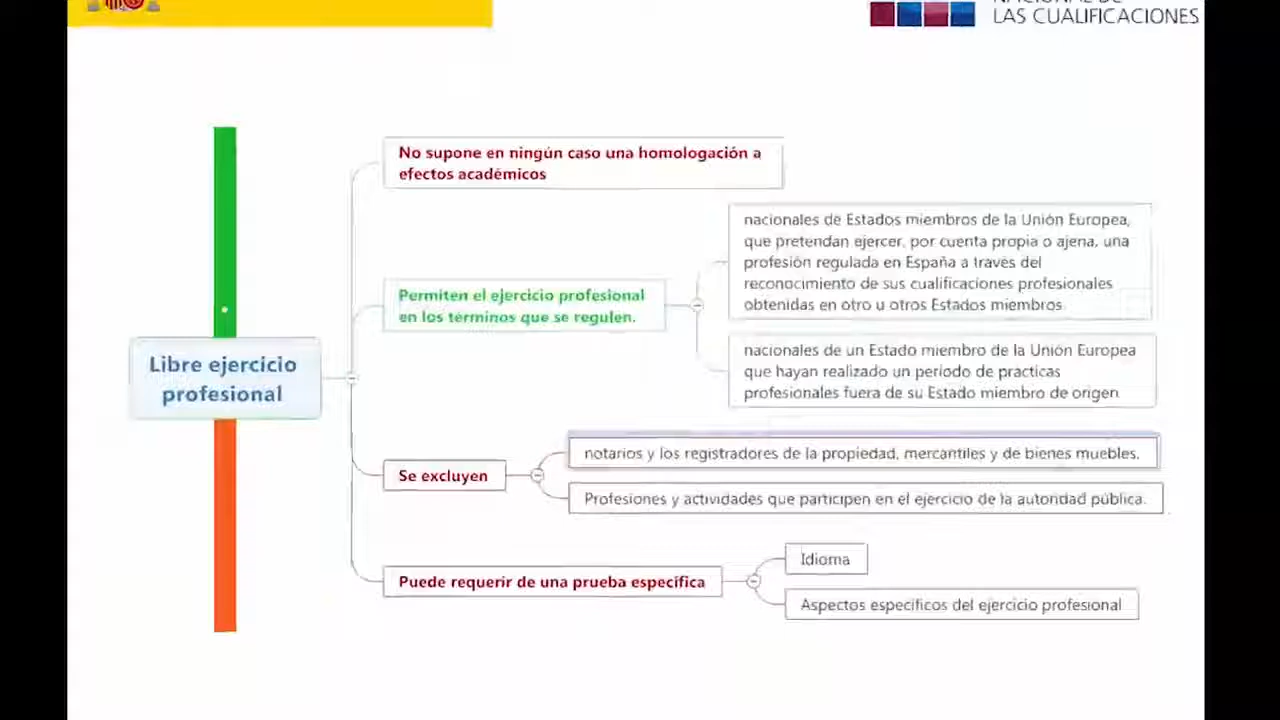 LAS CUALIFICACIONES
No supone en ningún caso una homologación a
efectos académicos
nacionales de Estados miembros de la Unión Europea,
que pretendan ejercer, por cuenta propia o ajena, una
profesión regulada en España a través del
reconocimiento de sus cualificaciones profesionales
obtenidas en otro u otros Estados miembros
Permiten el ejercicio profesional
en los términos que se regulen.
nacionales de un Estado miembro de la Unión Europea
que hayan realizado un periodo de practicas
profesionales fuera de su Estado miembro de origen
Libre ejercicio
profesional
Se excluyen
notarios y los registradores de la propiedad, mercantiles y de bienes muebles.
Profesiones y actividades que participen en el ejercicio de la autoridad pública.
Puede requerir de una prueba específica
Idioma
Aspectos específicos del ejercicio profesional